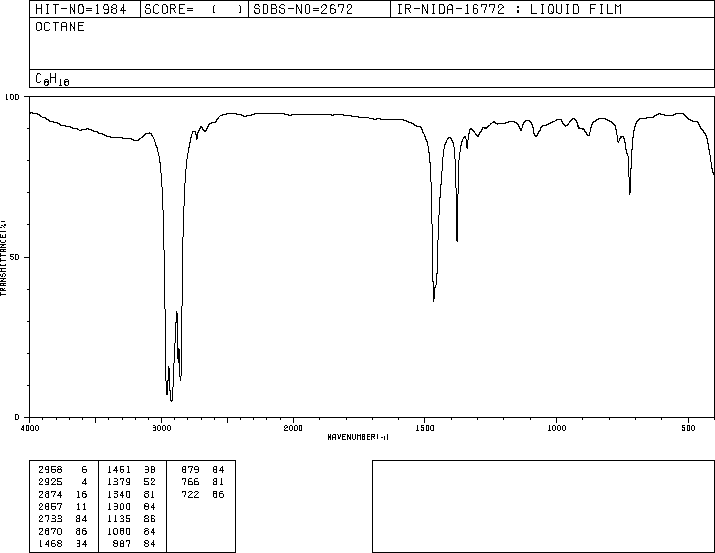 HIT-NO=1984 SCORE= ( ) SDBS-NO=2672 IR-NIDA-16772 : LIQUID FILM
OCTANE
C8H18
100
50
0
TRANSMITTANCE(%)
4000 3000 2000 1500 1000 500
WAVENUMBER(-1)
2958 6 1461 38 879 84
2925 4 1379 52 766 81
2874 16 1340 81 722 66
2857 11 1300 84
2733 84 1135 86
2670 86 1080 84
1468 34 887 84